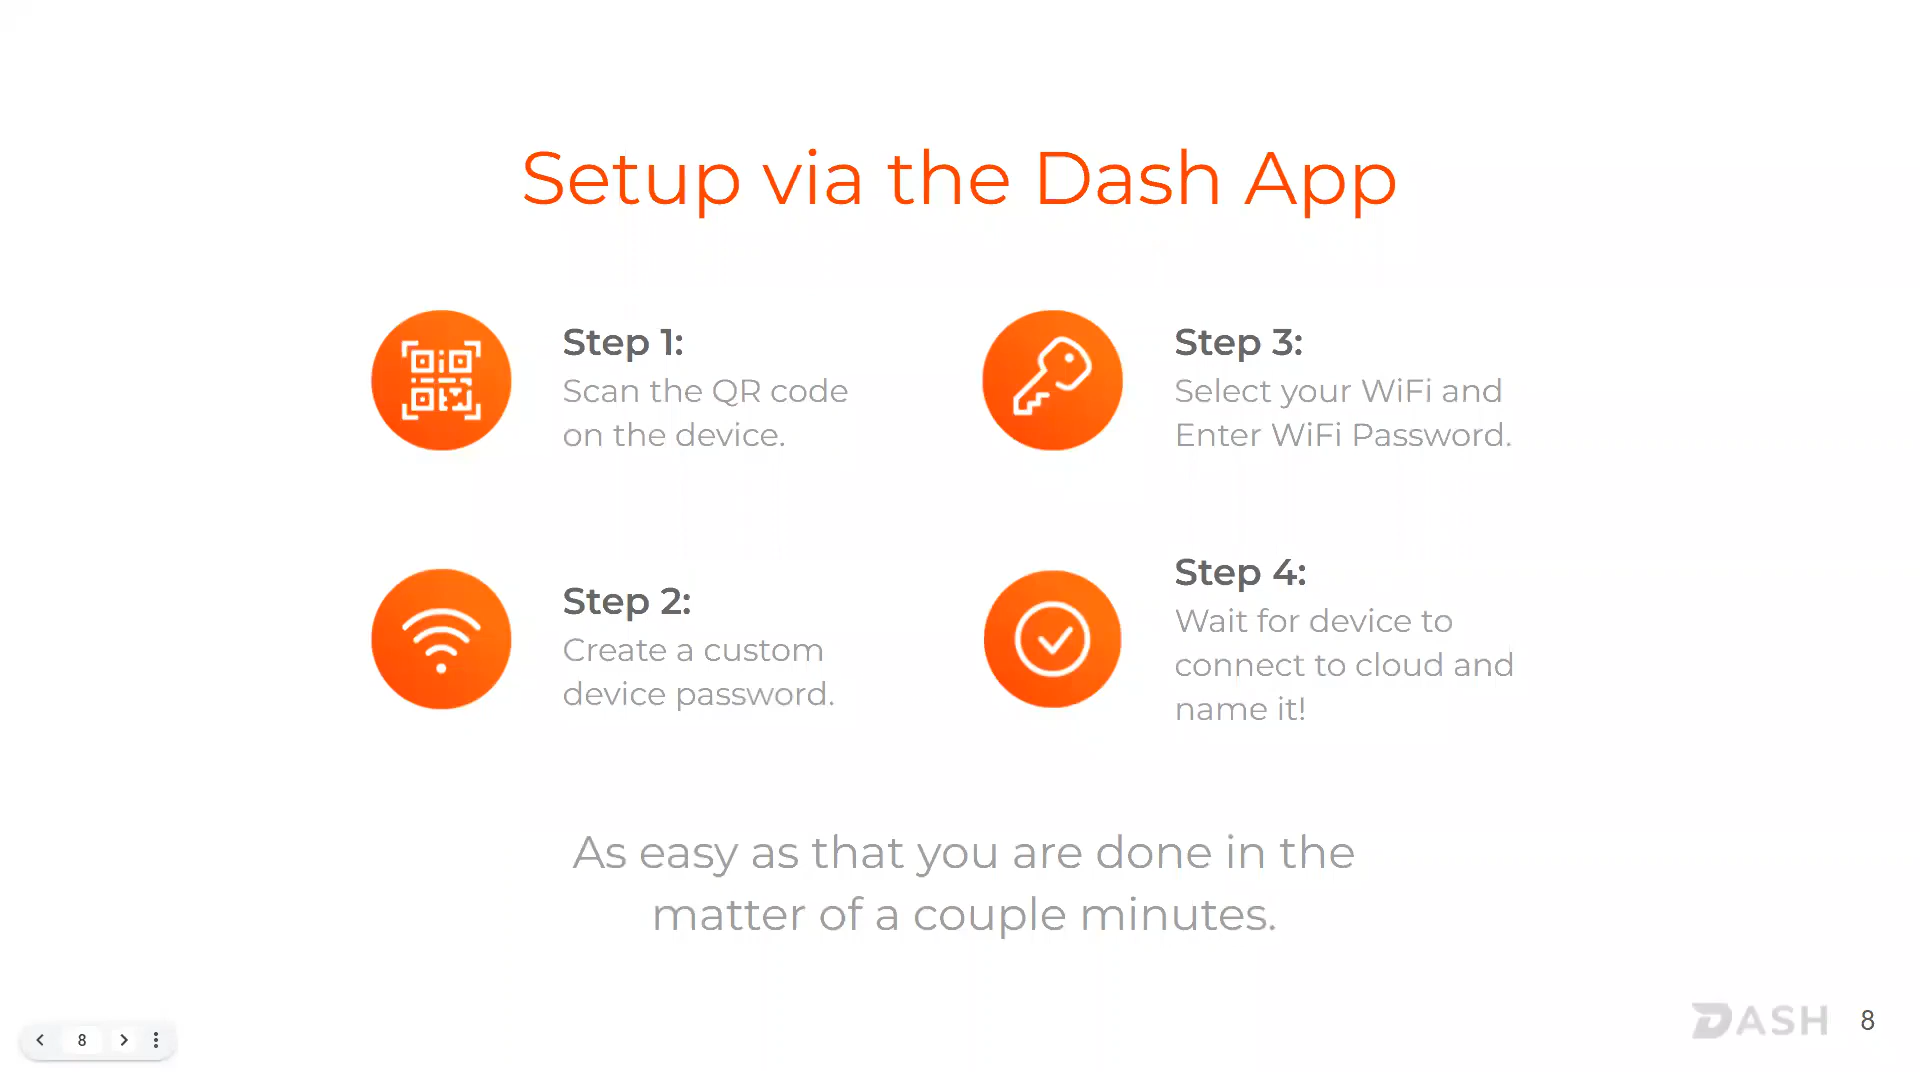 Setup via the Dash App
Step 1:
Scan the QR code
on the device.
Step 2:
Create a custom
device password.
Step 3:
Select your WiFi and
Enter WiFi Password.
Step 4:
Wait for device to
connect to cloud and
name it!
As easy as that you are done in the
matter of a couple minutes.
8
DASH
8